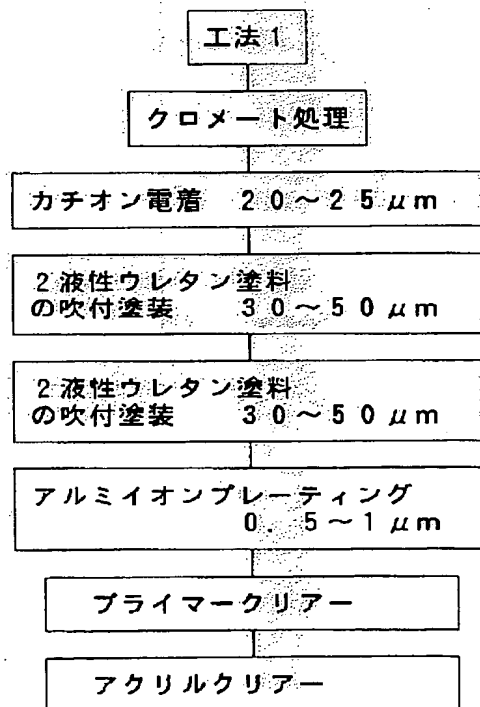 工法1
クロメート処理
カチオン電着 20～25μm
2液性ウレタン塗料
の吹付塗装 30～50μm
2液性ウレタン塗料
の吹付塗装 30～50μm
アルミイオンプレーティング
0.5～1μm
プライマークリアー
アクリルクリアー